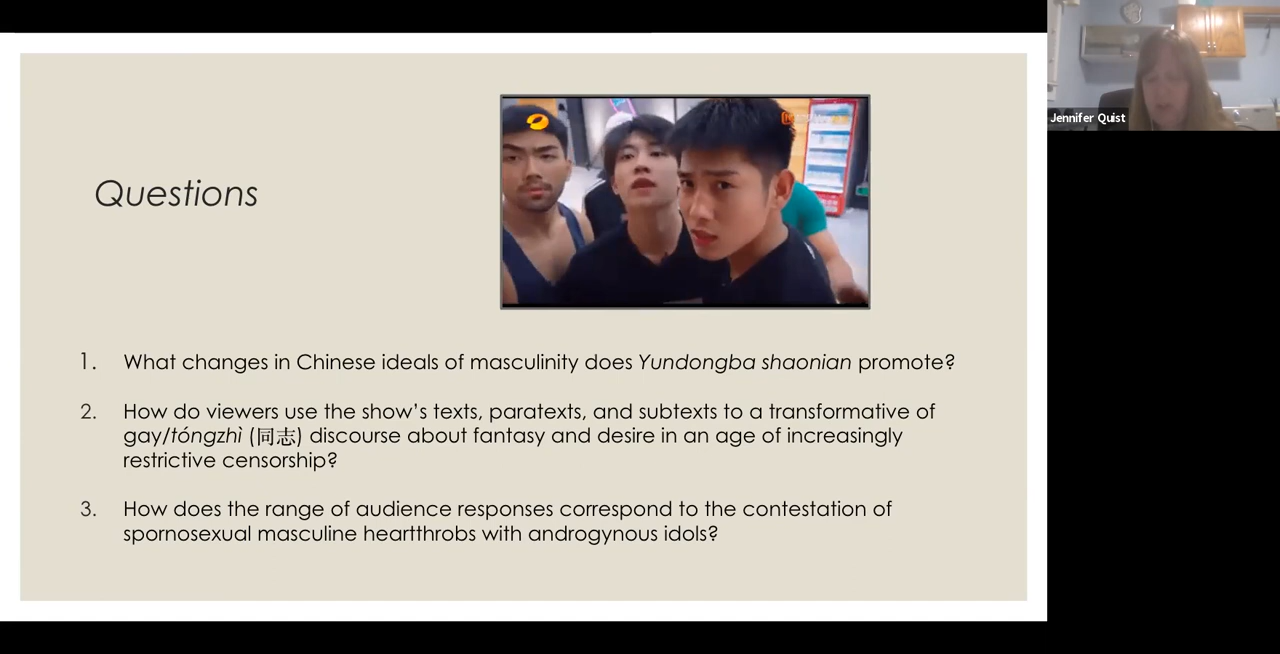 Questions
1. What changes in Chinese ideals of masculinity does Yundongba shaonian promote?
2. How do viewers use the show's texts, paratexts, and subtexts to a transformative of
gay/tóngzhì (同志) discourse about fantasy and desire in an age of increasingly
restrictive censorship?
3. How does the range of audience responses correspond to the contestation of
spornosexual masculine heartthrobs with androgynous idols?
Jennifer Quist